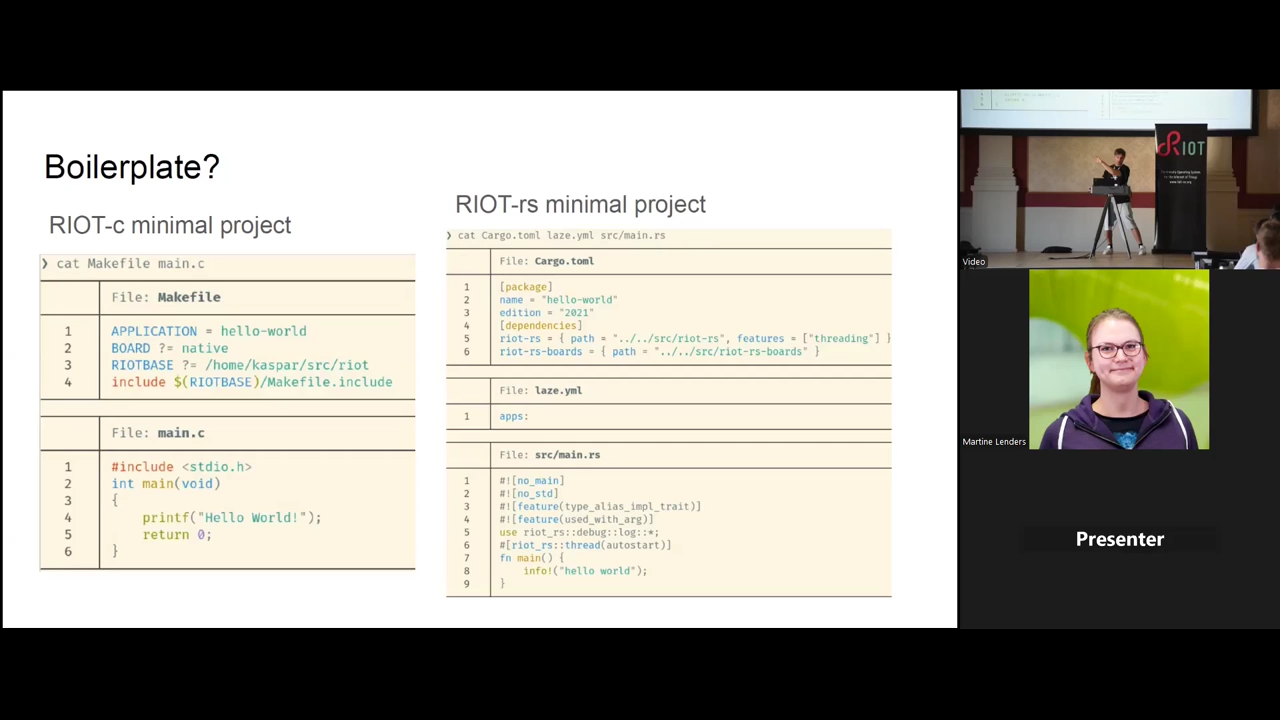 Boilerplate?
RIOT-c minimal project
❯ cat Makefile main.c
File: Makefile
1 APPLICATION = hello-world
2 BOARD ?= native
3 RIOTBASE ?= /home/kaspar/src/riot
4 include $(RIOTBASE)/Makefile.include
File: main.c
1 #include <stdio.h>
2 int main(void)
3 {
4 printf("Hello World!");
5 return 0;
6 }
RIOT-rs minimal project
❯ cat Cargo.toml laze.yml src/main.rs
File: Cargo.toml
1 [package]
2 name = "hello-world"
3 edition = "2021"
4 [dependencies]
5 riot-rs = { path = "../../src/riot-rs", features = ["threading"] }
6 riot-rs-boards = { path = "../../src/riot-rs-boards" }
File: laze.yml
1 apps:
File: src/main.rs
1 #![no_main]
2 #![no_std]
3 #![feature(type_alias_impl_trait)]
4 #![feature(used_with_arg)]
5 use riot_rs::debug::log::*;
6 #[riot_rs::thread(autostart)]
7 fn main() {
8 info!("hello world");
9 }
RIOT
Video
Martine Lenders
Presenter